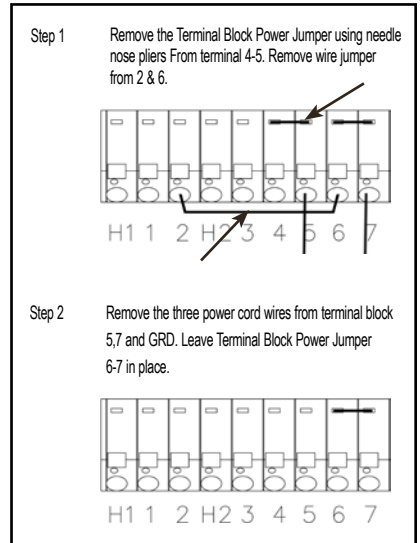 Step 1
Remove the Terminal Block Power Jumper using needle
nose pliers From terminal 4-5. Remove wire jumper
from 2 & 6.
H1 1 2 H2 3 4 5 6 7
Step 2
Remove the three power cord wires from terminal block
5,7 and GRD. Leave Terminal Block Power Jumper
6-7 in place.
H1 1 2 H2 3 4 5 6 7